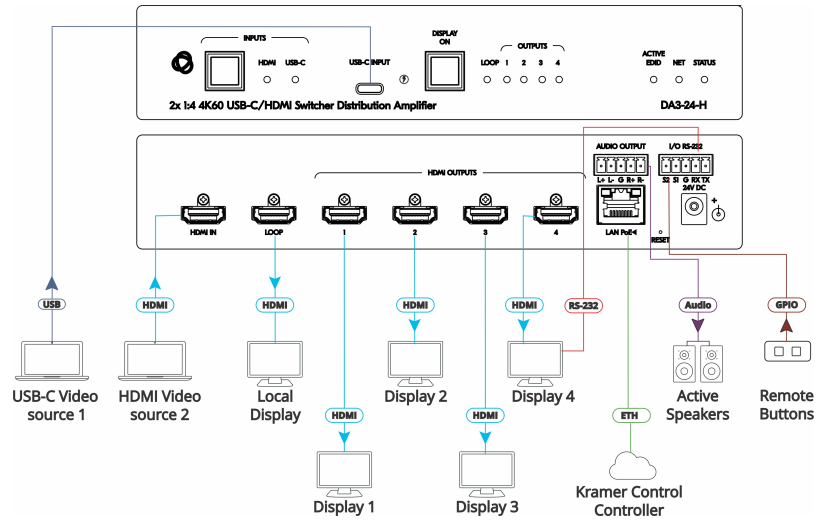 INPUTS
HDMI USB-C
USB-C INPUT
DISPLAY
ON
OUTPUTS
LOOP 1 2 3 4
ACTIVE
EDID NET STATUS
2x 1:4 4K60 USB-C/HDMI Switcher Distribution Amplifier
DA3-24-H
HDMI OUTPUTS
AUDIO OUTPUT
I/O RS-232
L+ L- G R+ R-
S2 S1 G RX TX
24V DC
+
HDMI IN
LOOP
1
2
3
4
LAN PoE
RESET
USB
HDMI
HDMI
HDMI
HDMI
RS-232
Audio
GPIO
USB-C Video
source 1
HDMI Video
source 2
Local
Display
Display 2
Display 4
Active
Speakers
Remote
Buttons
HDMI
HDMI
ETH
Display 1
Display 3
Kramer Control
Controller